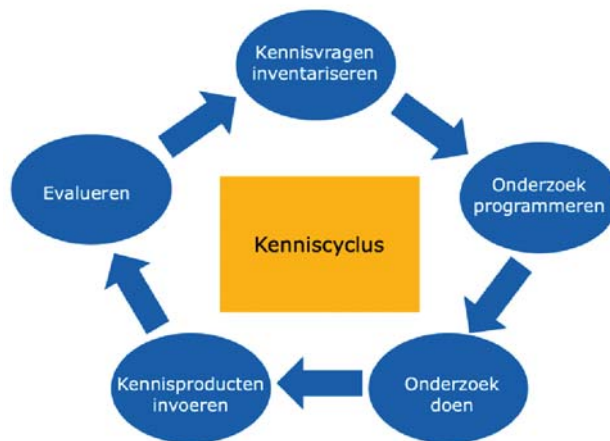 Kennisvragen
inventariseren
Onderzoek
programmeren
Onderzoek
doen
Kennisproducten
invoeren
Evalueren
Kenniscyclus